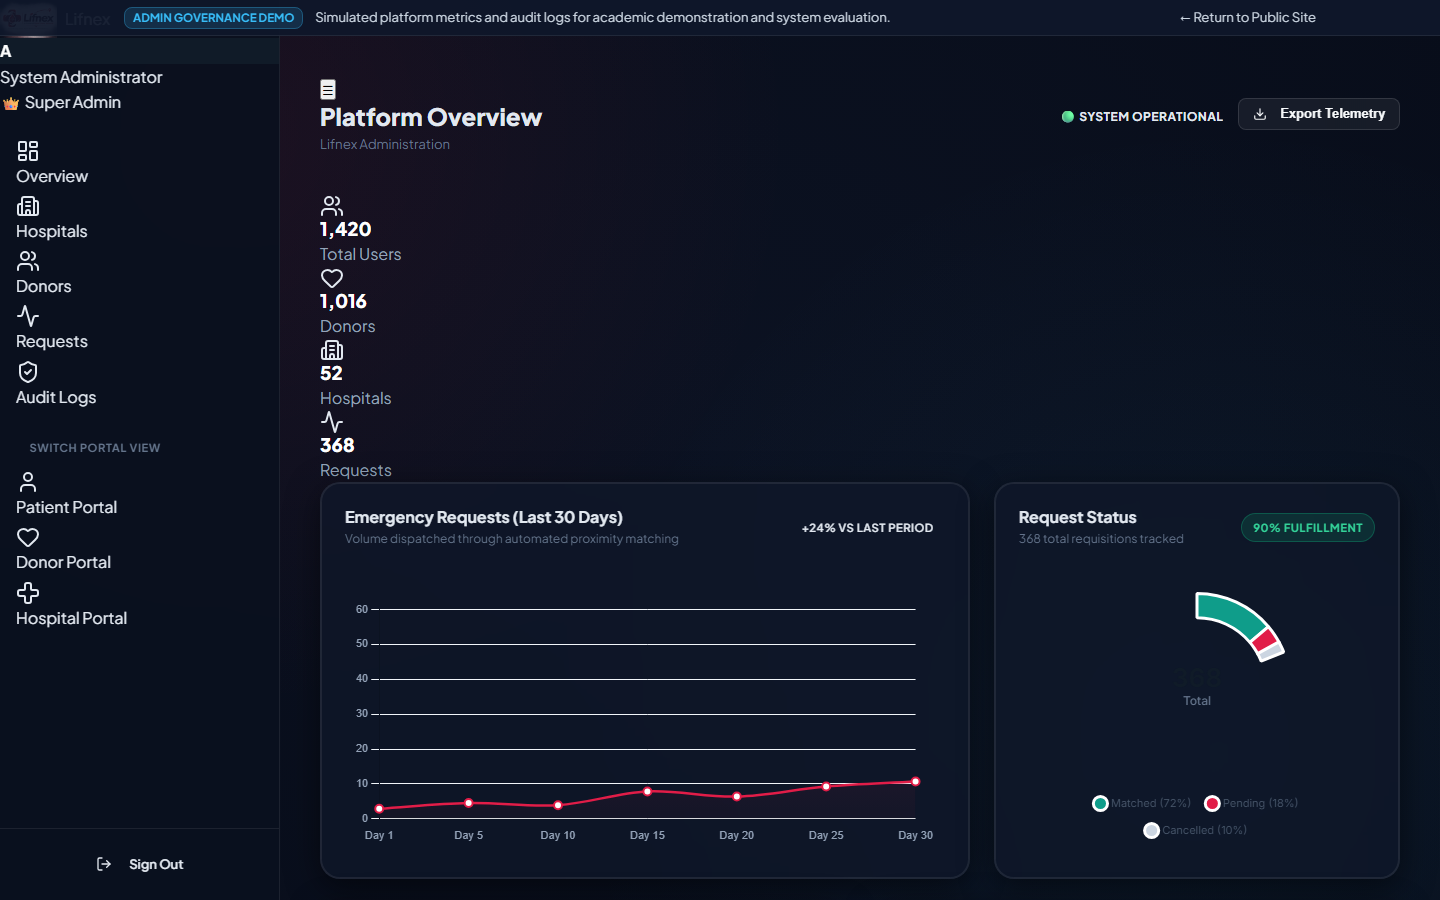 Lifnex Lifnex ADMIN GOVERNANCE DEMO Simulated platform metrics and audit logs for academic demonstration and system evaluation. ← Return to Public Site
A
System Administrator
Super Admin
Overview
Hospitals
Donors
Requests
Audit Logs
SWITCH PORTAL VIEW
Patient Portal
Donor Portal
Hospital Portal
Sign Out
Platform Overview
Lifnex Administration
SYSTEM OPERATIONAL
Export Telemetry
1,420
Total Users
1,016
Donors
52
Hospitals
368
Requests
Emergency Requests (Last 30 Days)
Volume dispatched through automated proximity matching
+24% VS LAST PERIOD
60
50
40
30
20
10
0
Day 1 Day 5 Day 10 Day 15 Day 20 Day 25 Day 30
Request Status
368 total requisitions tracked
90% FULFILLMENT
368
Total
Matched (72%) Pending (18%)
Cancelled (10%)